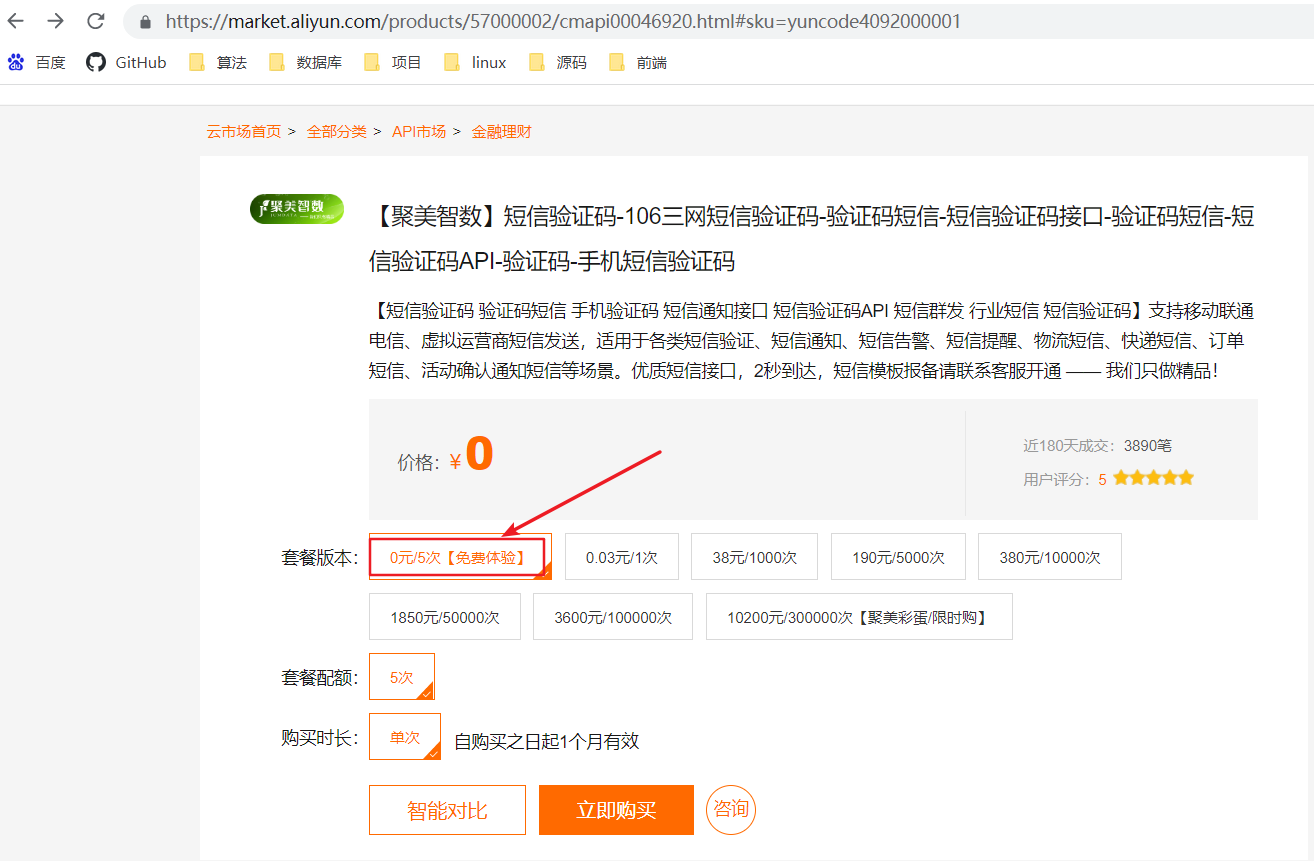 https://market.aliyun.com/products/57000002/cmapi00046920.html#sku=yuncode4092000001
百度 GitHub 算法 数据库 项目 linux 源码 前端
云市场首页 > 全部分类 > API市场 > 金融理财
聚美智数
【聚美智数】短信验证码-106三网短信验证码-验证码短信-短信验证码接口-验证码短信-短
信验证码API-验证码-手机短信验证码
【短信验证码 验证码短信 手机验证码 短信通知接口 短信验证码API 短信群发 行业短信 短信验证码】支持移动联通
电信、虚拟运营商短信发送，适用于各类短信验证、短信通知、短信告警、短信提醒、物流短信、快递短信、订单
短信、活动确认通知短信等场景。优质短信接口，2秒到达，短信模板报备请联系客服开通 —— 我们只做精品！
价格：¥0
近180天成交：3890笔
用户评分：5
套餐版本： 0元/5次【免费体验】 0.03元/1次 38元/1000次 190元/5000次 380元/10000次
1850元/50000次 3600元/100000次 10200元/300000次【聚美彩蛋/限时购】
套餐配额： 5次
购买时长： 单次 自购买之日起1个月有效
智能对比 立即购买 咨询